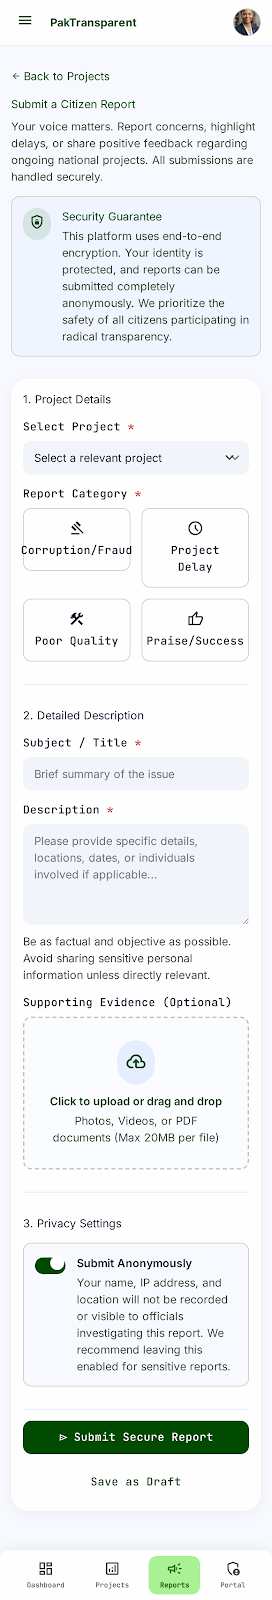 PakTransparent
← Back to Projects
Submit a Citizen Report
Your voice matters. Report concerns, highlight
delays, or share positive feedback regarding
ongoing national projects. All submissions are
handled securely.
Security Guarantee
This platform uses end-to-end
encryption. Your identity is
protected, and reports can be
submitted completely
anonymously. We prioritize the
safety of all citizens participating in
radical transparency.
1. Project Details
Select Project *
Select a relevant project
Report Category *
Corruption/Fraud
Project
Delay
Poor Quality
Praise/Success
2. Detailed Description
Subject / Title *
Brief summary of the issue
Description *
Please provide specific details,
locations, dates, or individuals
involved if applicable...
Be as factual and objective as possible.
Avoid sharing sensitive personal
information unless directly relevant.
Supporting Evidence (Optional)
Click to upload or drag and drop
Photos, Videos, or PDF
documents (Max 20MB per file)
3. Privacy Settings
Submit Anonymously
Your name, IP address, and
location will not be recorded
or visible to officials
investigating this report. We
recommend leaving this
enabled for sensitive reports.
Submit Secure Report
Save as Draft
Dashboard
Projects
Reports
Portal